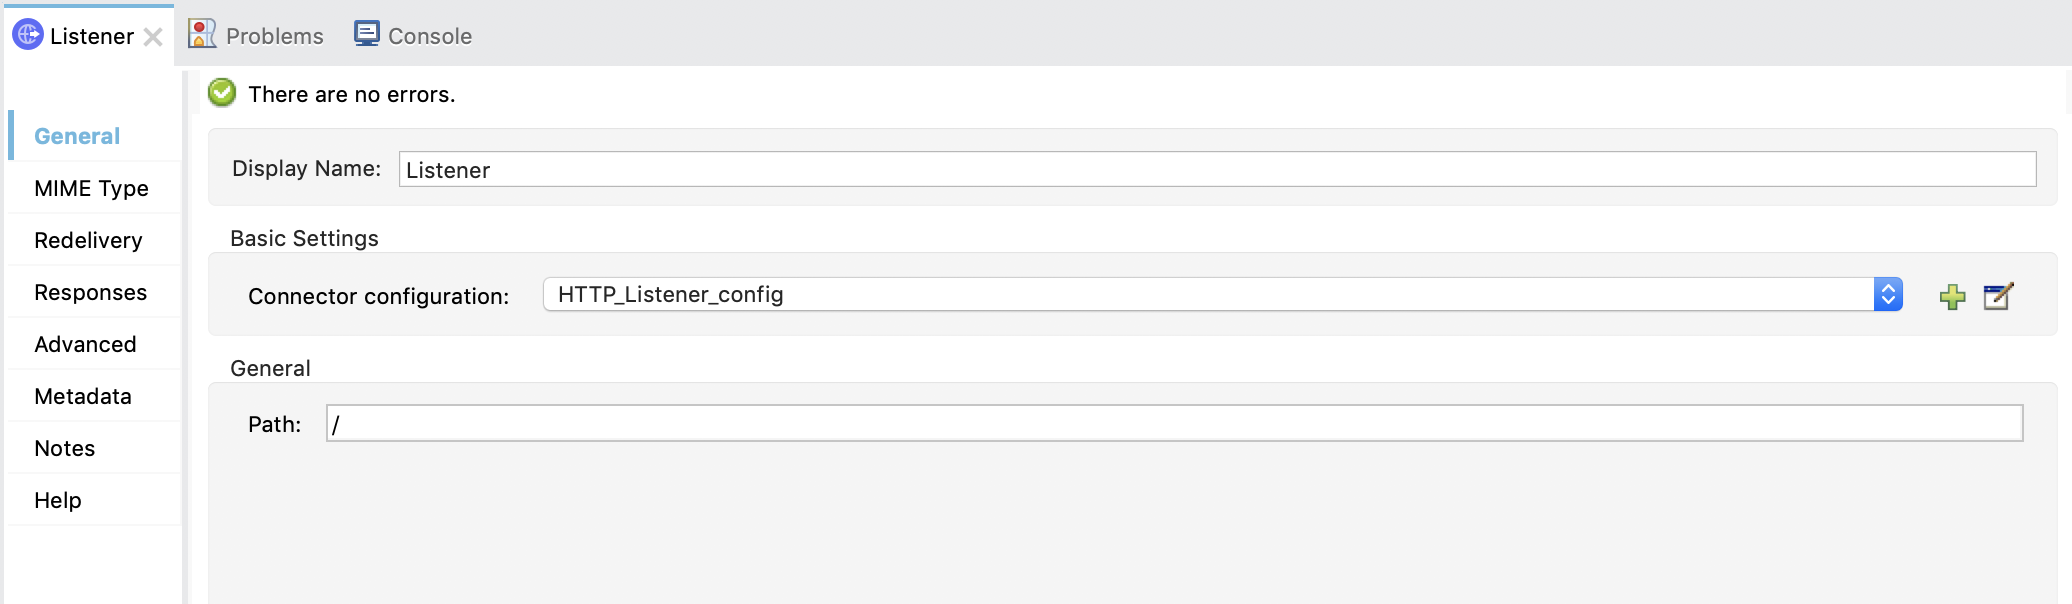 Listener Problems Console
There are no errors.
General
MIME Type
Redelivery
Responses
Advanced
Metadata
Notes
Help
Display Name: Listener
Basic Settings
Connector configuration: HTTP_Listener_config
General
Path: /